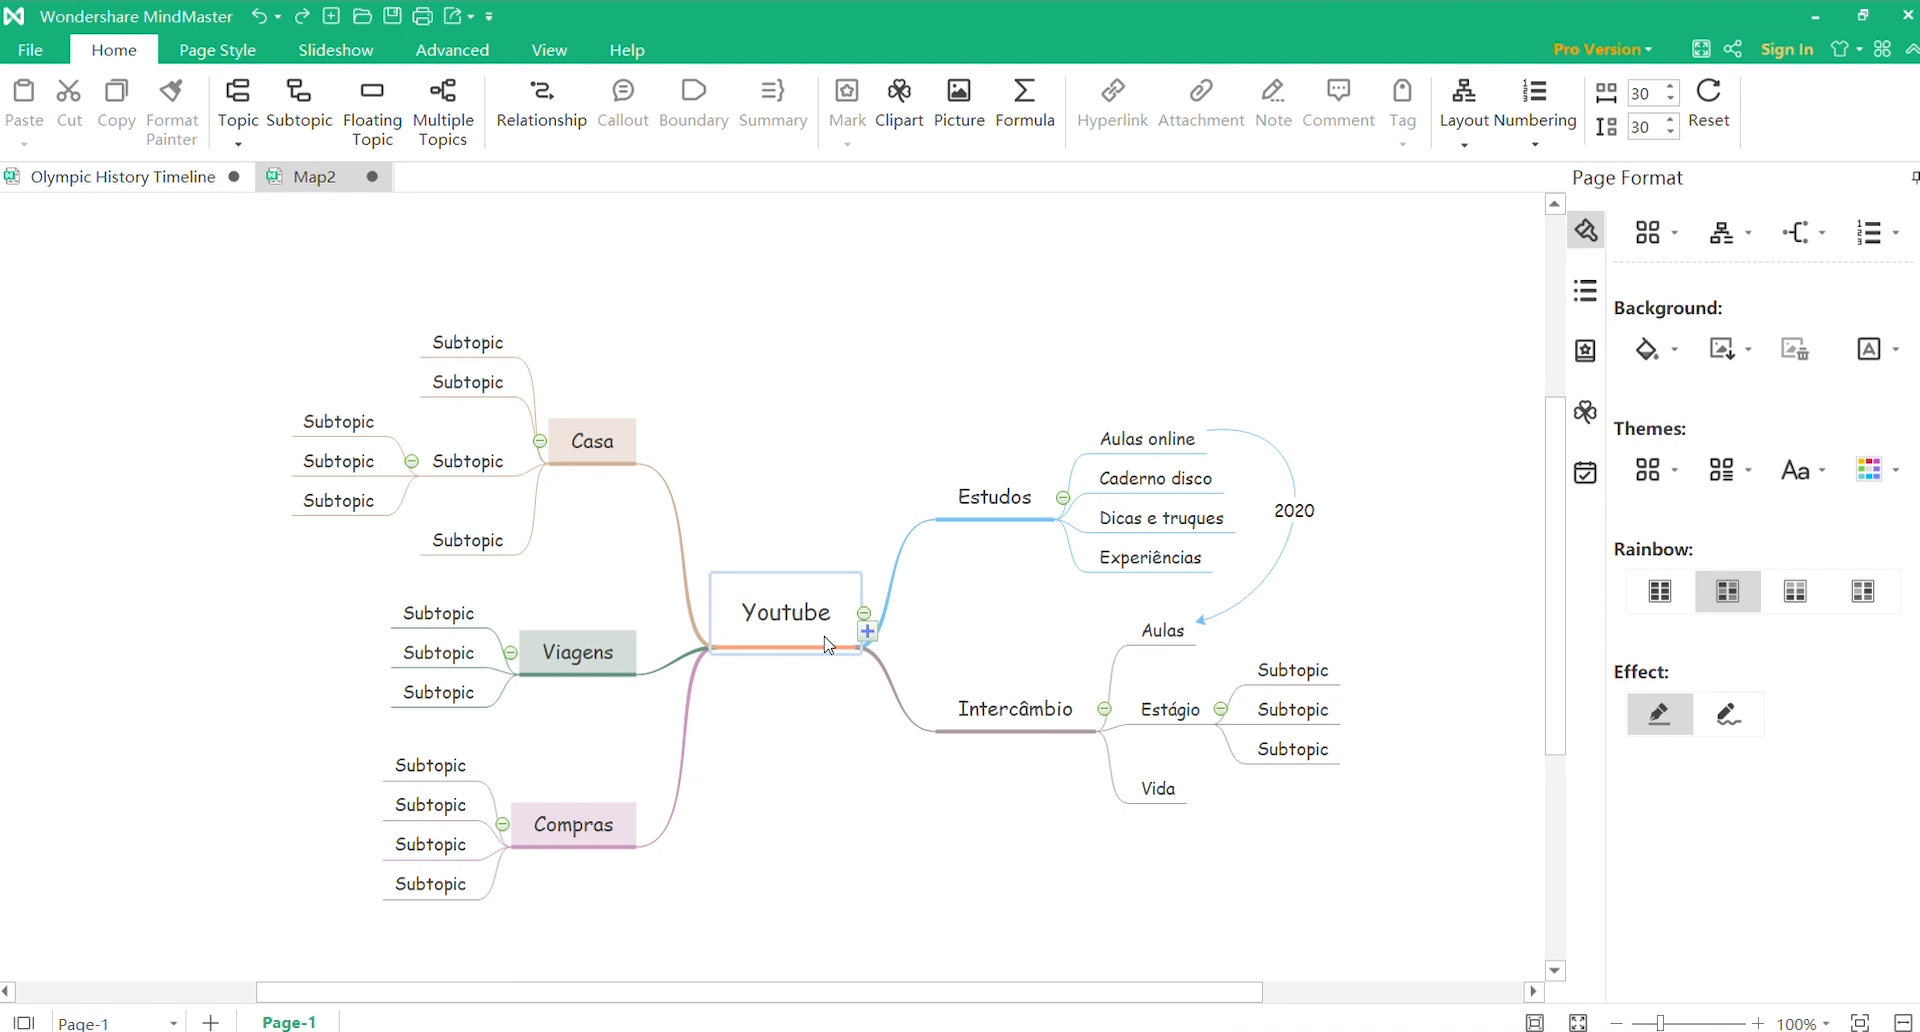 Wondershare MindMaster
File Home Page Style Slideshow Advanced View Help Pro Version Sign In
Paste Cut Copy Format Painter Topic Subtopic Floating Topic Multiple Topics Relationship Callout Boundary Summary Mark Clipart Picture Formula Hyperlink Attachment Note Comment Tag Layout Numbering 30 30 Reset
Olympic History Timeline Map2
Page Format
Background:
Themes:
Aa
Rainbow:
Effect:
Subtopic
Subtopic
Subtopic
Subtopic Subtopic
Subtopic
Subtopic
Casa
Subtopic
Subtopic
Subtopic
Viagens
Subtopic
Subtopic
Subtopic
Subtopic
Compras
Youtube
Estudos
Aulas online
Caderno disco
Dicas e truques
Experiências
2020
Intercâmbio
Aulas
Estágio
Subtopic
Subtopic
Subtopic
Vida
Page-1 Page-1 100%